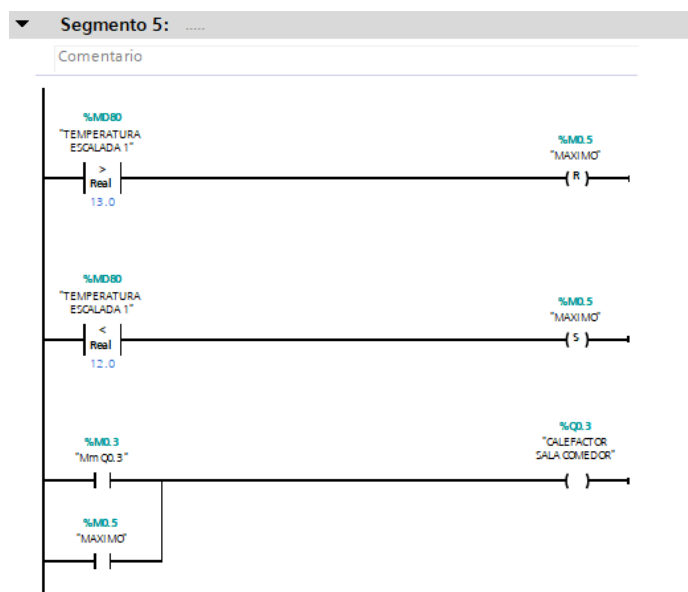 Segmento 5: .....
Comentario
%MD80
"TEMPERATURA
ESCALADA 1"
>
Real
13.0
%M0.5
"MAXIMO"
R
%MD80
"TEMPERATURA
ESCALADA 1"
<
Real
12.0
%M0.5
"MAXIMO"
S
%M0.3
"Mm Q0.3"
%Q0.3
"CALEFACTOR
SALA COMEDOR"
%M0.5
"MAXIMO"